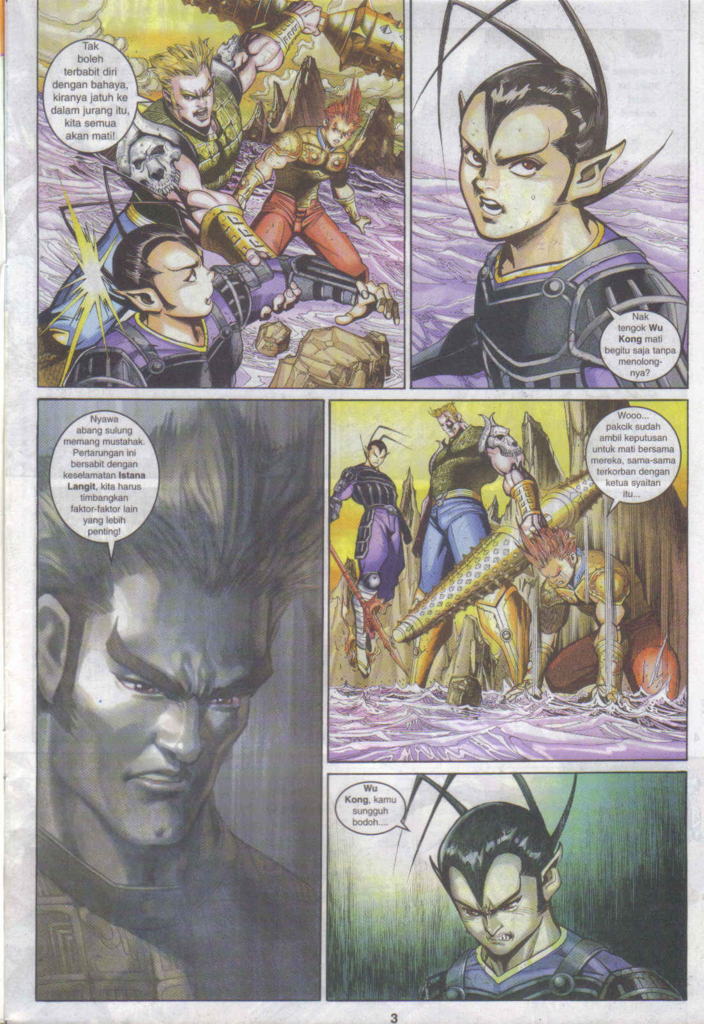 Tak
boleh
terbabit diri
dengan bahaya,
kiranya jatuh ke
dalam jurang itu,
kita semua
akan mati!
Nak
tengok Wu
Kong mati
begitu saja tanpa
menolong-
nya?
Nyawa
abang sulung
memang mustahak.
Pertarungan ini
bersabit dengan
keselamatan Istana
Langit, kita harus
timbangkan
faktor-faktor lain
yang lebih
penting!
Wooo...
pakcik sudah
ambil keputusan
untuk mati bersama
mereka, sama-sama
terkorban dengan
ketua syaitan
itu...
Wu
Kong, kamu
sungguh
bodoh....
3